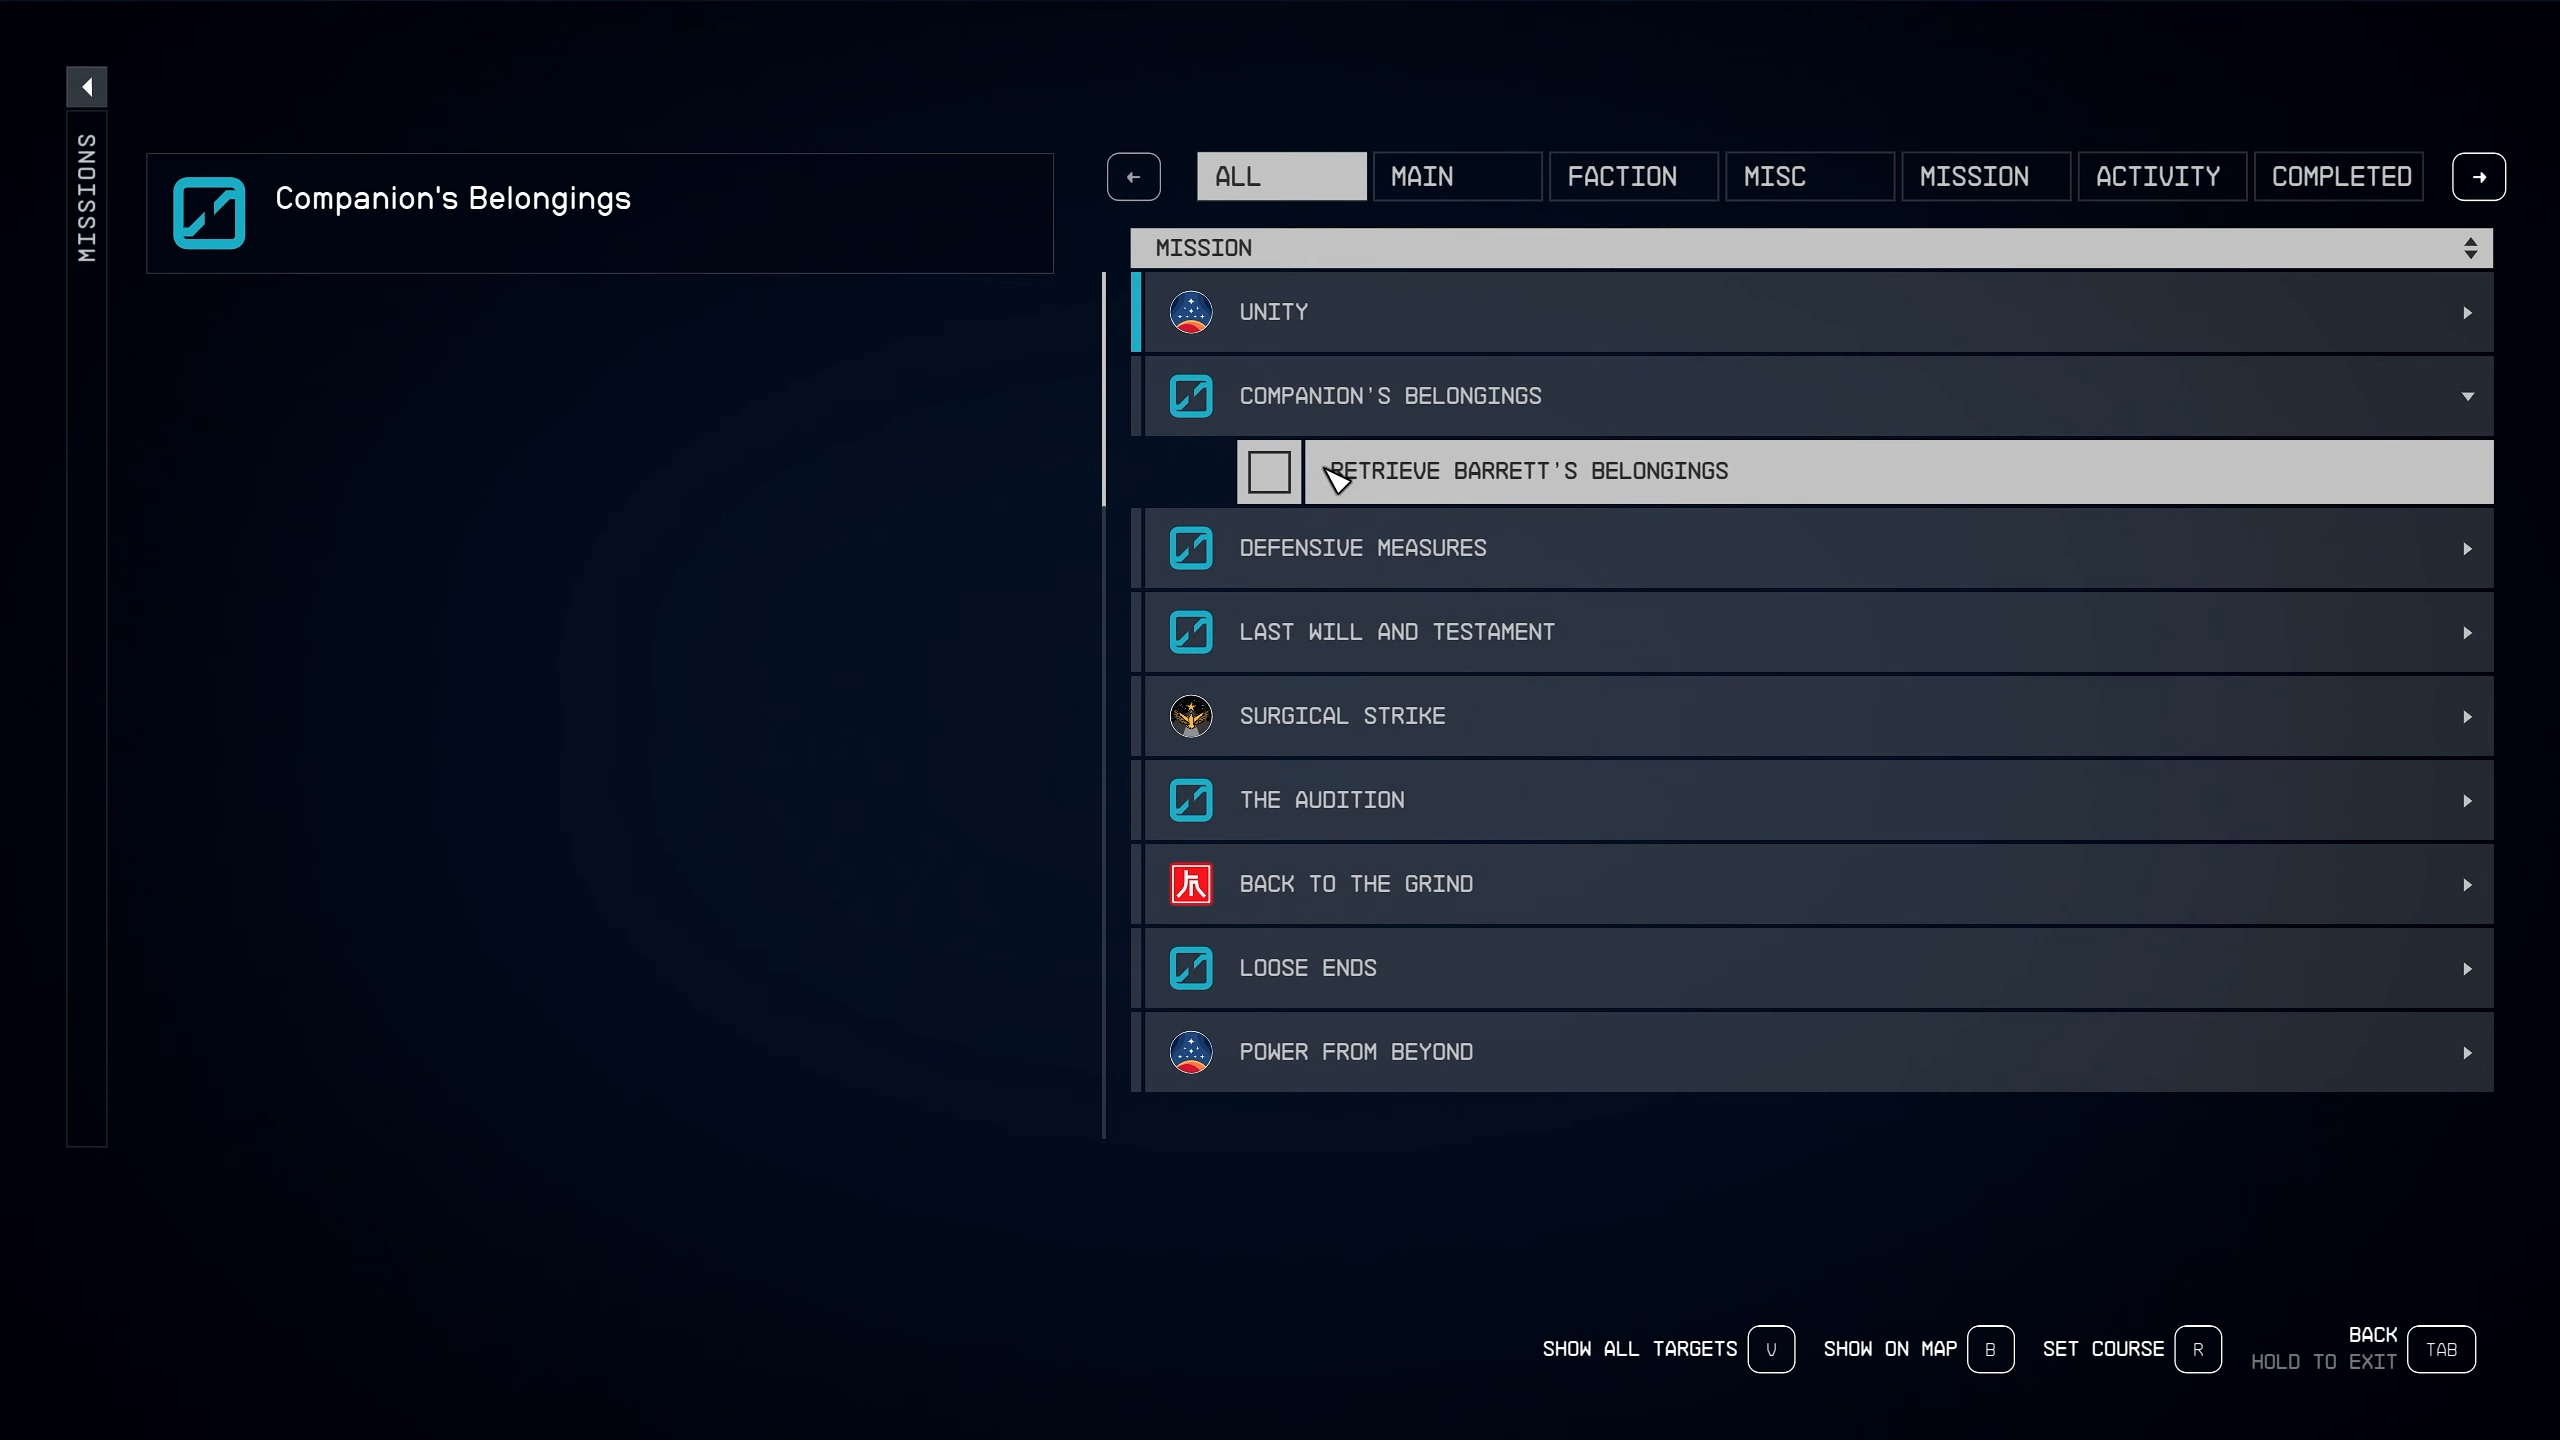 MISSIONS
Companion's Belongings
ALL MAIN FACTION MISC MISSION ACTIVITY COMPLETED
MISSION
UNITY
COMPANION'S BELONGINGS
RETRIEVE BARRETT'S BELONGINGS
DEFENSIVE MEASURES
LAST WILL AND TESTAMENT
SURGICAL STRIKE
THE AUDITION
BACK TO THE GRIND
LOOSE ENDS
POWER FROM BEYOND
SHOW ALL TARGETS V SHOW ON MAP B SET COURSE R BACK TAB
HOLD TO EXIT